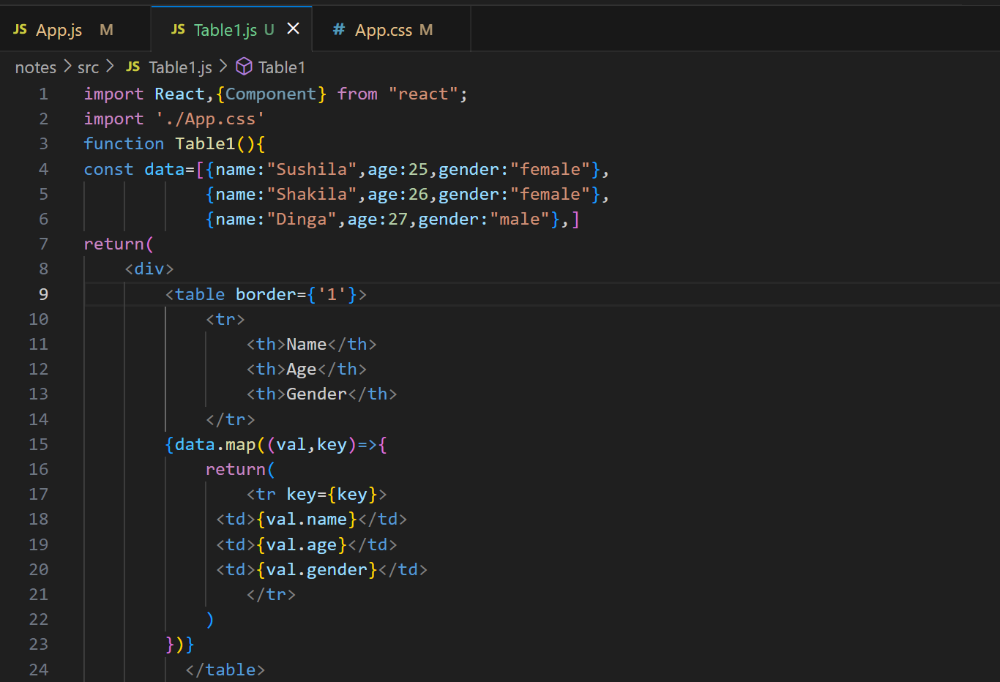 JS App.js M JS Table1.js U × # App.css M
notes > src > JS Table1.js > Table1
1 import React,{Component} from "react";
2 import './App.css'
3 function Table1(){
4 const data=[{name:"Sushila",age:25,gender:"female"},
5 {name:"Shakila",age:26,gender:"female"},
6 {name:"Dinga",age:27,gender:"male"},]
7 return(
8 <div>
9 <table border={'1'}>
10 <tr>
11 <th>Name</th>
12 <th>Age</th>
13 <th>Gender</th>
14 </tr>
15 {data.map((val,key)=>{
16 return(
17 <tr key={key}>
18 <td>{val.name}</td>
19 <td>{val.age}</td>
20 <td>{val.gender}</td>
21 </tr>
22 )
23 })}
24 </table>